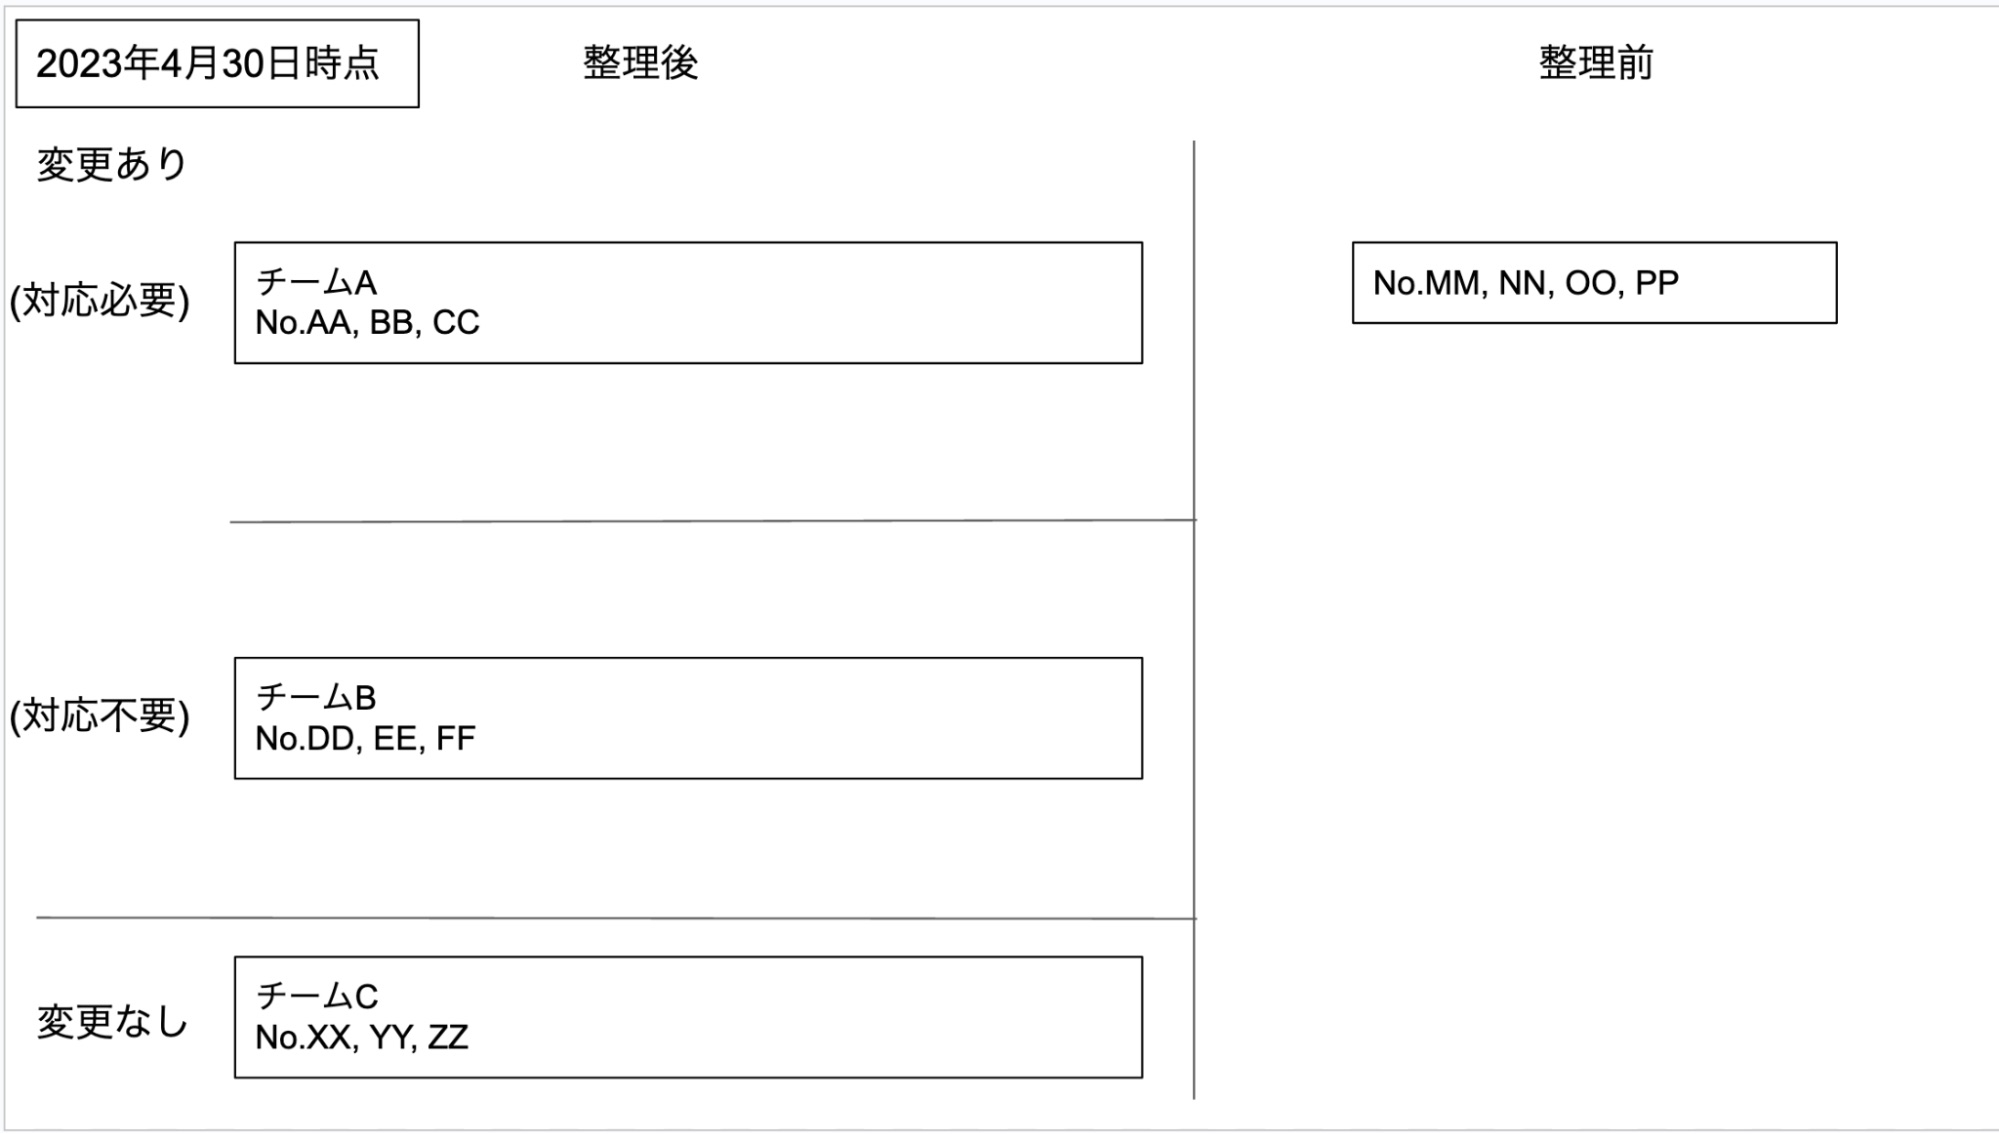 2023年4月30日時点
整理後
整理前
変更あり
(対応必要)
チームA
No.AA, BB, CC
No.MM, NN, OO, PP
(対応不要)
チームB
No.DD, EE, FF
変更なし
チームC
No.XX, YY, ZZ